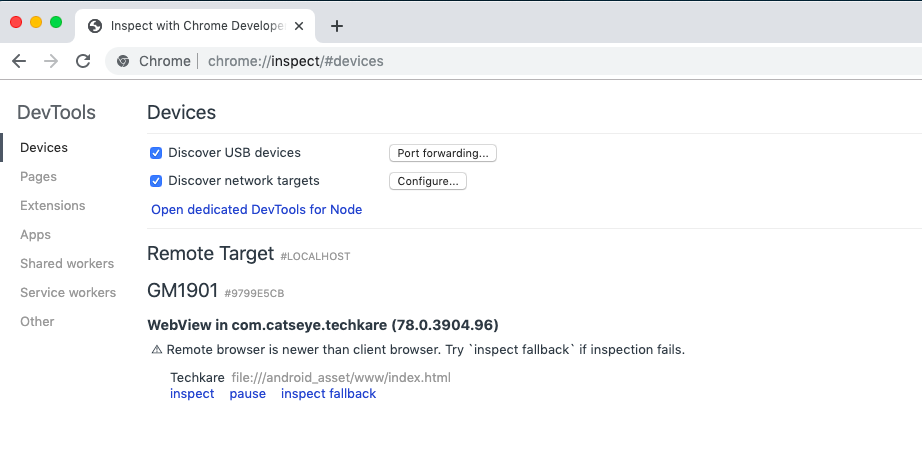 Inspect with Chrome Develope
Chrome | chrome://inspect/#devices
DevTools
Devices
Pages
Extensions
Apps
Shared workers
Service workers
Other
Devices
Discover USB devices Port forwarding...
Discover network targets Configure...
Open dedicated DevTools for Node
Remote Target #LOCALHOST
GM1901 #9799E5CB
WebView in com.catseye.techkare (78.0.3904.96)
⚠ Remote browser is newer than client browser. Try `inspect fallback` if inspection fails.
Techkare file:///android_asset/www/index.html
inspect pause inspect fallback